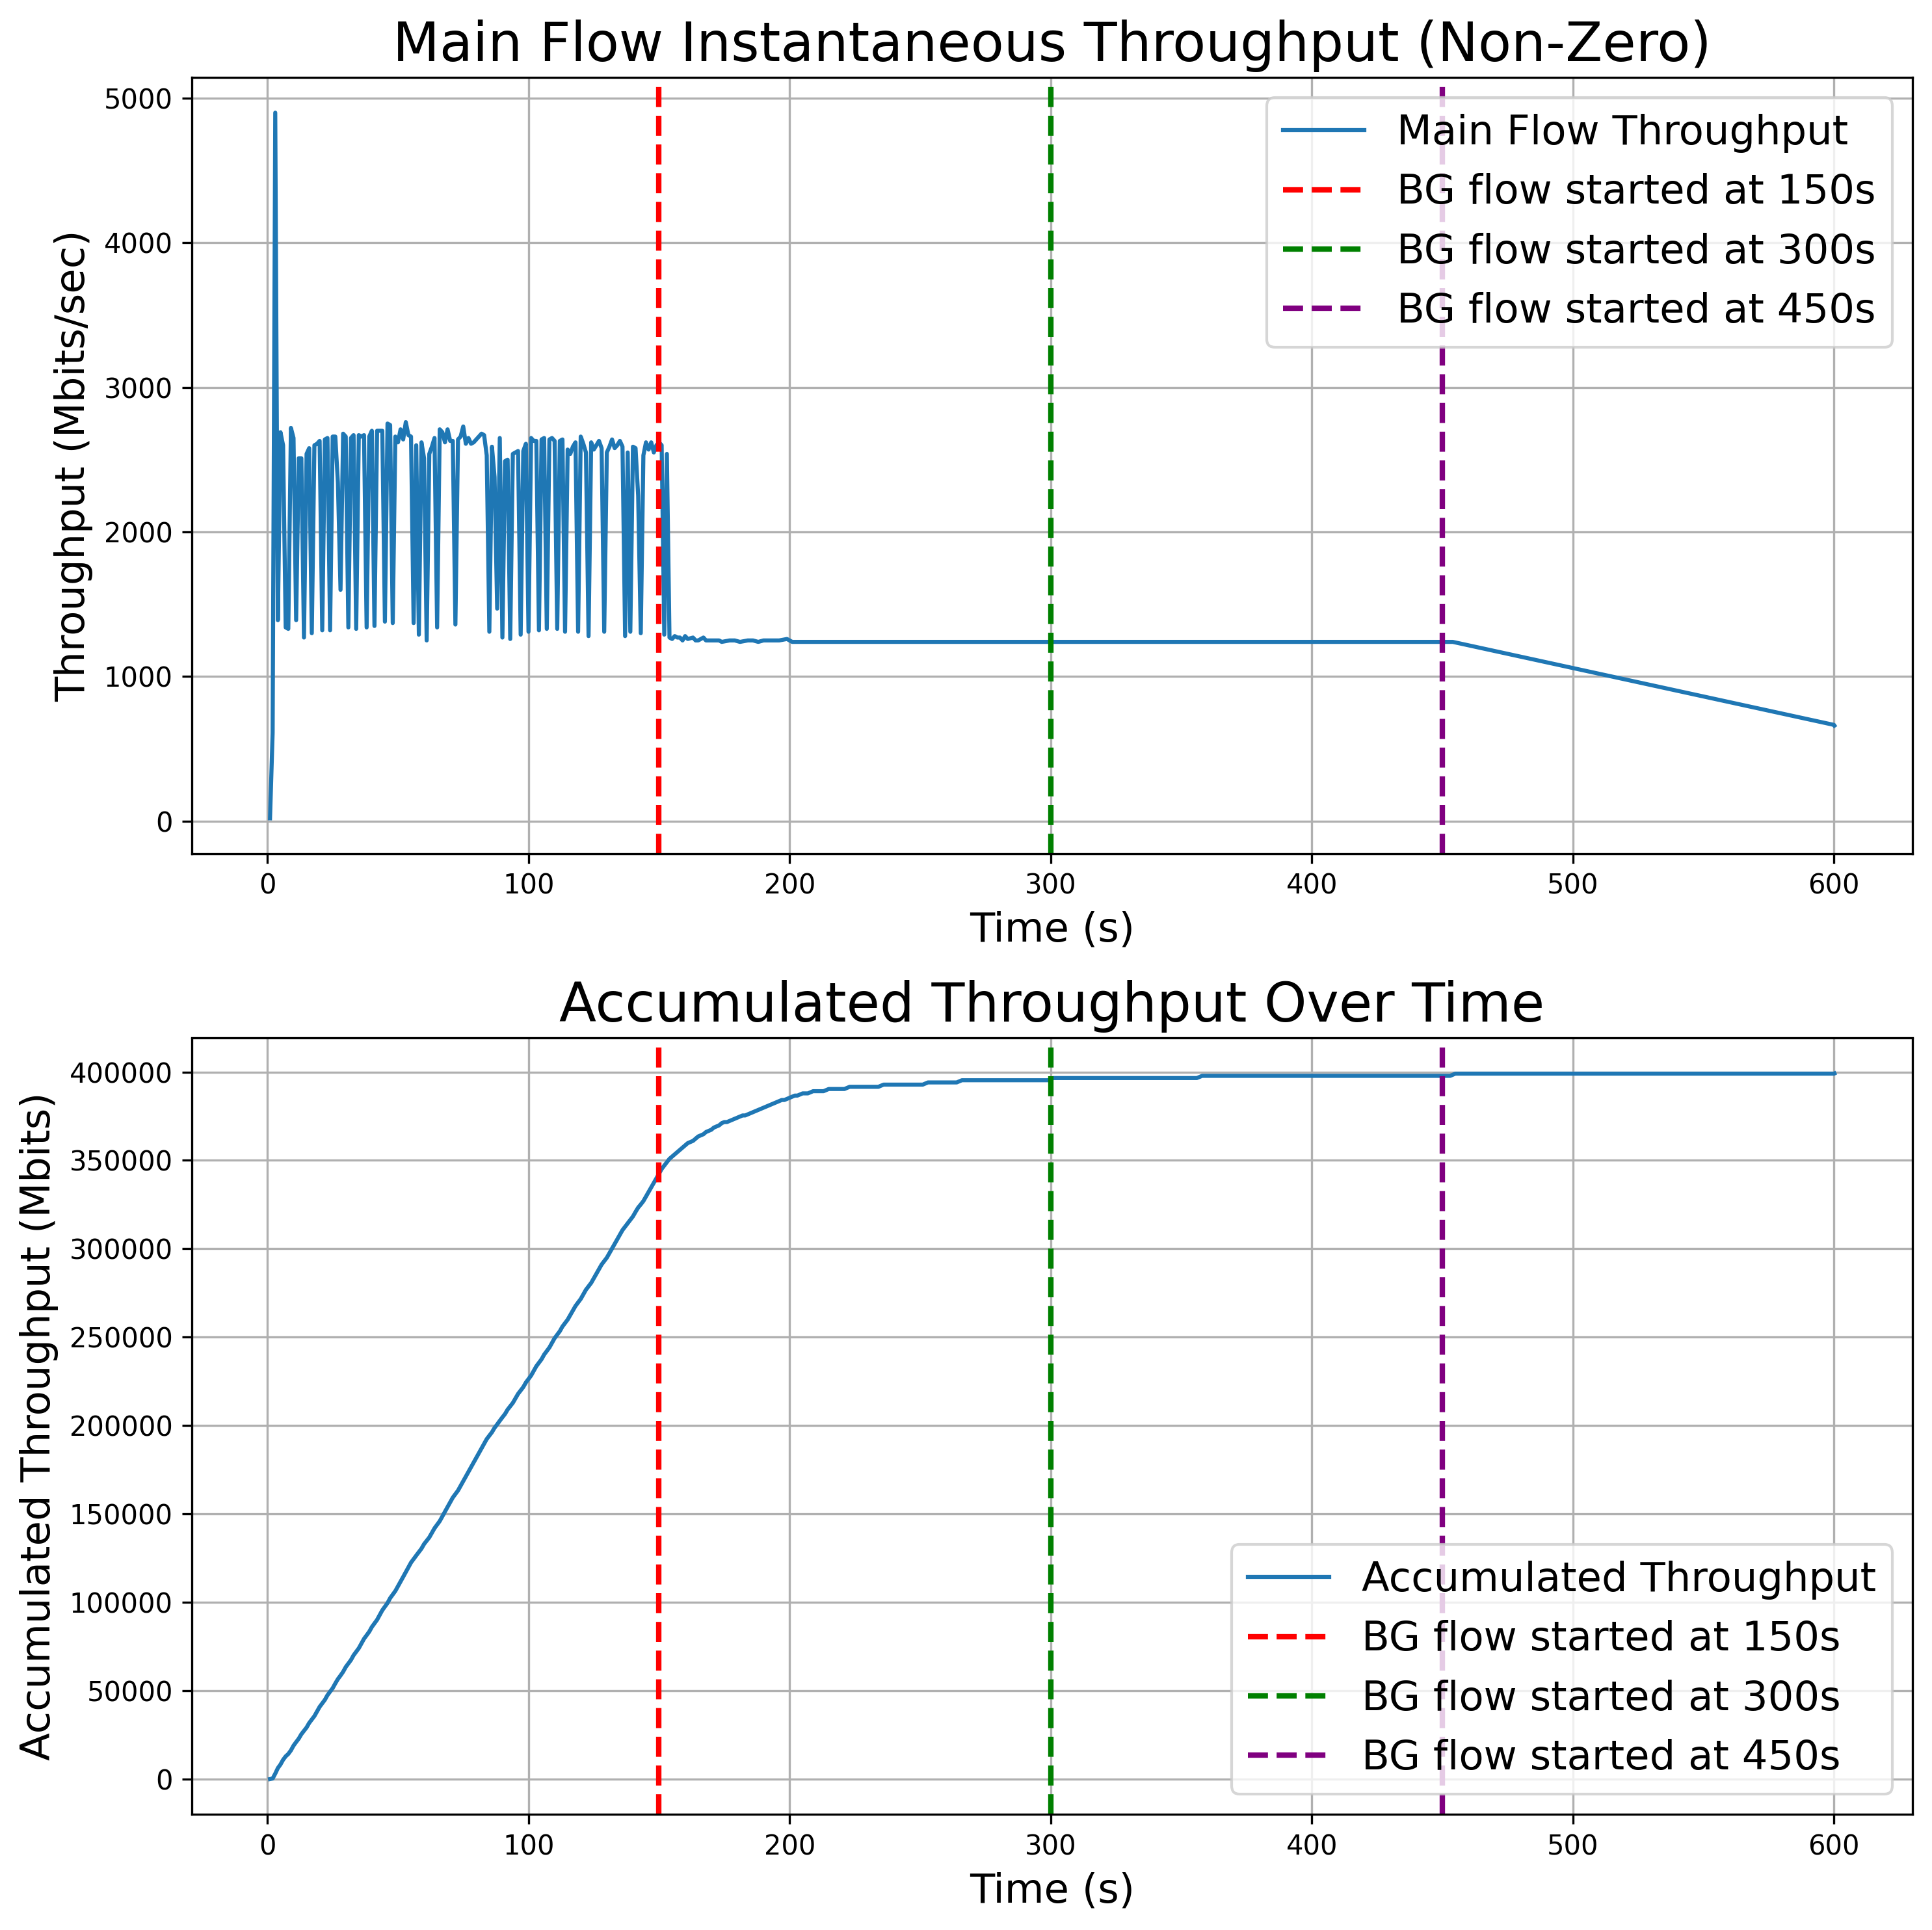 Main Flow Instantaneous Throughput (Non-Zero)
Throughput (Mbits/sec)
5000
4000
3000
2000
1000
0
Main Flow Throughput
BG flow started at 150s
BG flow started at 300s
BG flow started at 450s
0 100 200 300 400 500 600
Time (s)
Accumulated Throughput Over Time
Accumulated Throughput (Mbits)
400000
350000
300000
250000
200000
150000
100000
50000
0
Accumulated Throughput
BG flow started at 150s
BG flow started at 300s
BG flow started at 450s
0 100 200 300 400 500 600
Time (s)